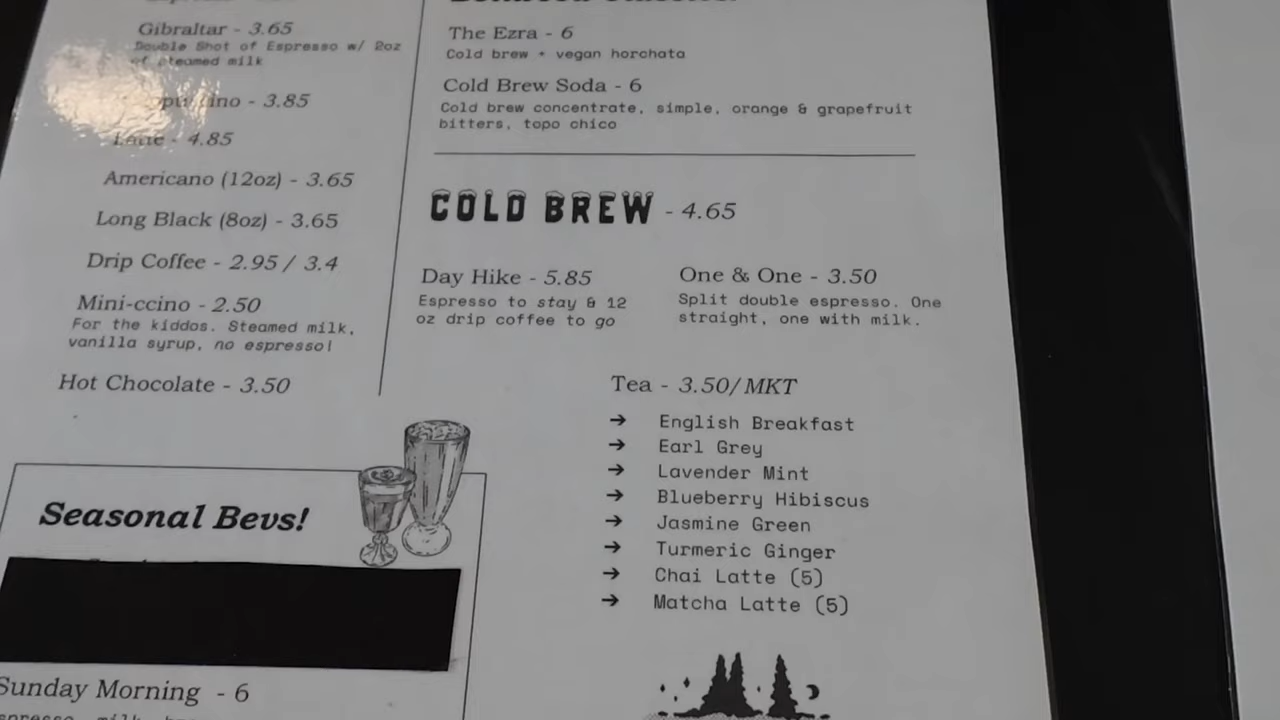 Gibraltar - 3.65
Double Shot of Espresso w/ 2oz
of steamed milk
- 3.85
Latte - 4.85
Americano (12oz) - 3.65
Long Black (8oz) - 3.65
Drip Coffee - 2.95 / 3.4
Mini-ccino - 2.50
For the kiddos. Steamed milk,
vanilla syrup, no espresso!
Hot Chocolate - 3.50
The Ezra - 6
Cold brew + vegan horchata
Cold Brew Soda - 6
Cold brew concentrate, simple, orange & grapefruit
bitters, topo chico
COLD BREW - 4.65
Day Hike - 5.85
Espresso to stay & 12
oz drip coffee to go
One & One - 3.50
Split double espresso. One
straight, one with milk.
Tea - 3.50/MKT
→ English Breakfast
→ Earl Grey
→ Lavender Mint
→ Blueberry Hibiscus
→ Jasmine Green
→ Turmeric Ginger
→ Chai Latte (5)
→ Matcha Latte (5)
Seasonal Bevs!
Sunday Morning - 6